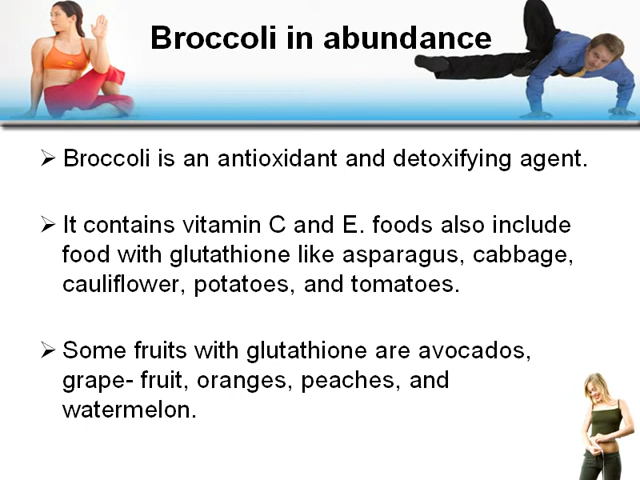 Broccoli in abundance
Broccoli is an antioxidant and detoxifying agent.
It contains vitamin C and E. foods also include
food with glutathione like asparagus, cabbage,
cauliflower, potatoes, and tomatoes.
Some fruits with glutathione are avocados,
grape- fruit, oranges, peaches, and
watermelon.